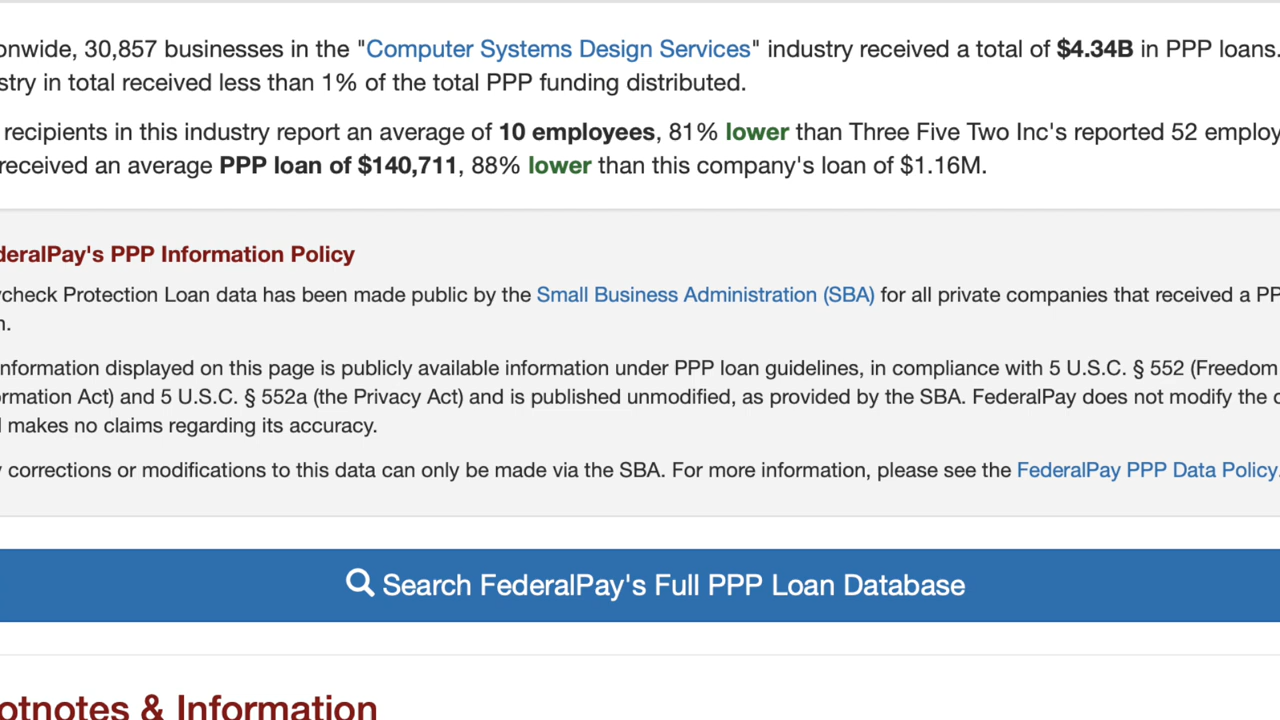 onwide, 30,857 businesses in the "Computer Systems Design Services" industry received a total of $4.34B in PPP loans.
stry in total received less than 1% of the total PPP funding distributed.
recipients in this industry report an average of 10 employees, 81% lower than Three Five Two Inc's reported 52 employ
received an average PPP loan of $140,711, 88% lower than this company's loan of $1.16M.
deralPay's PPP Information Policy
ycheck Protection Loan data has been made public by the Small Business Administration (SBA) for all private companies that received a PP
n.
nformation displayed on this page is publicly available information under PPP loan guidelines, in compliance with 5 U.S.C. § 552 (Freedom
ormation Act) and 5 U.S.C. § 552a (the Privacy Act) and is published unmodified, as provided by the SBA. FederalPay does not modify the d
makes no claims regarding its accuracy.
y corrections or modifications to this data can only be made via the SBA. For more information, please see the FederalPay PPP Data Policy.
Search FederalPay's Full PPP Loan Database
otnotes & Information